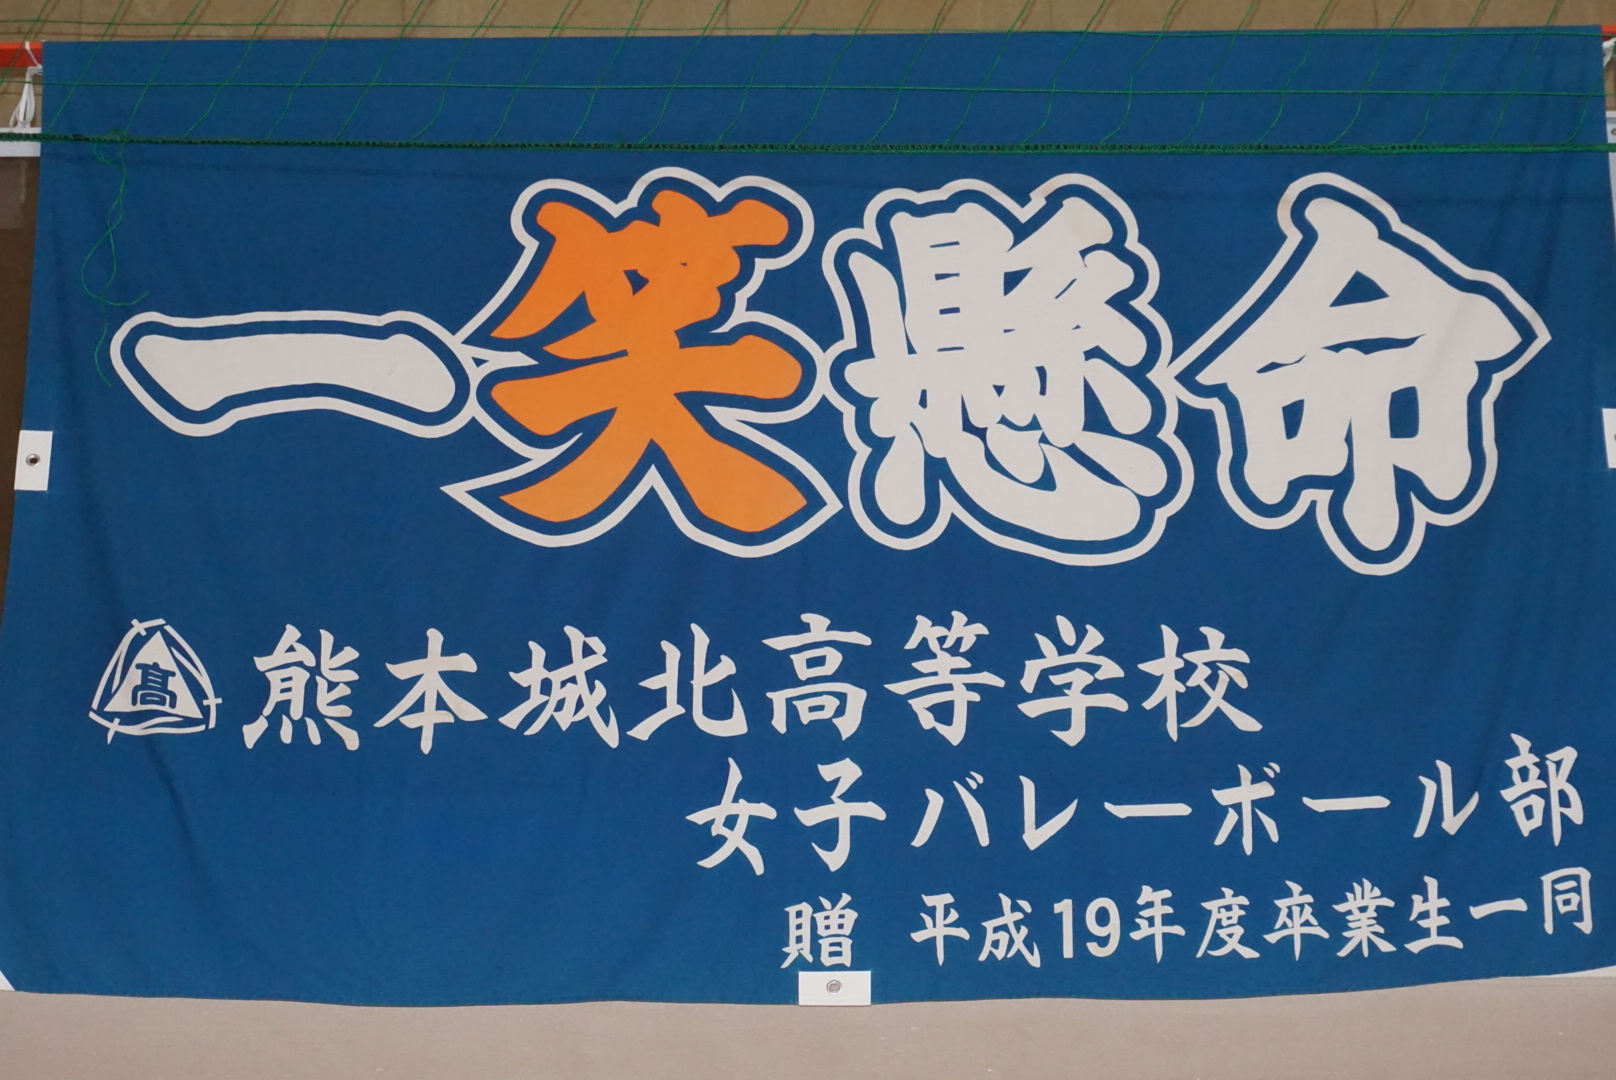 一笑懸命
髙 熊本城北高等学校
女子バレーボール部
贈 平成19年度卒業生一同